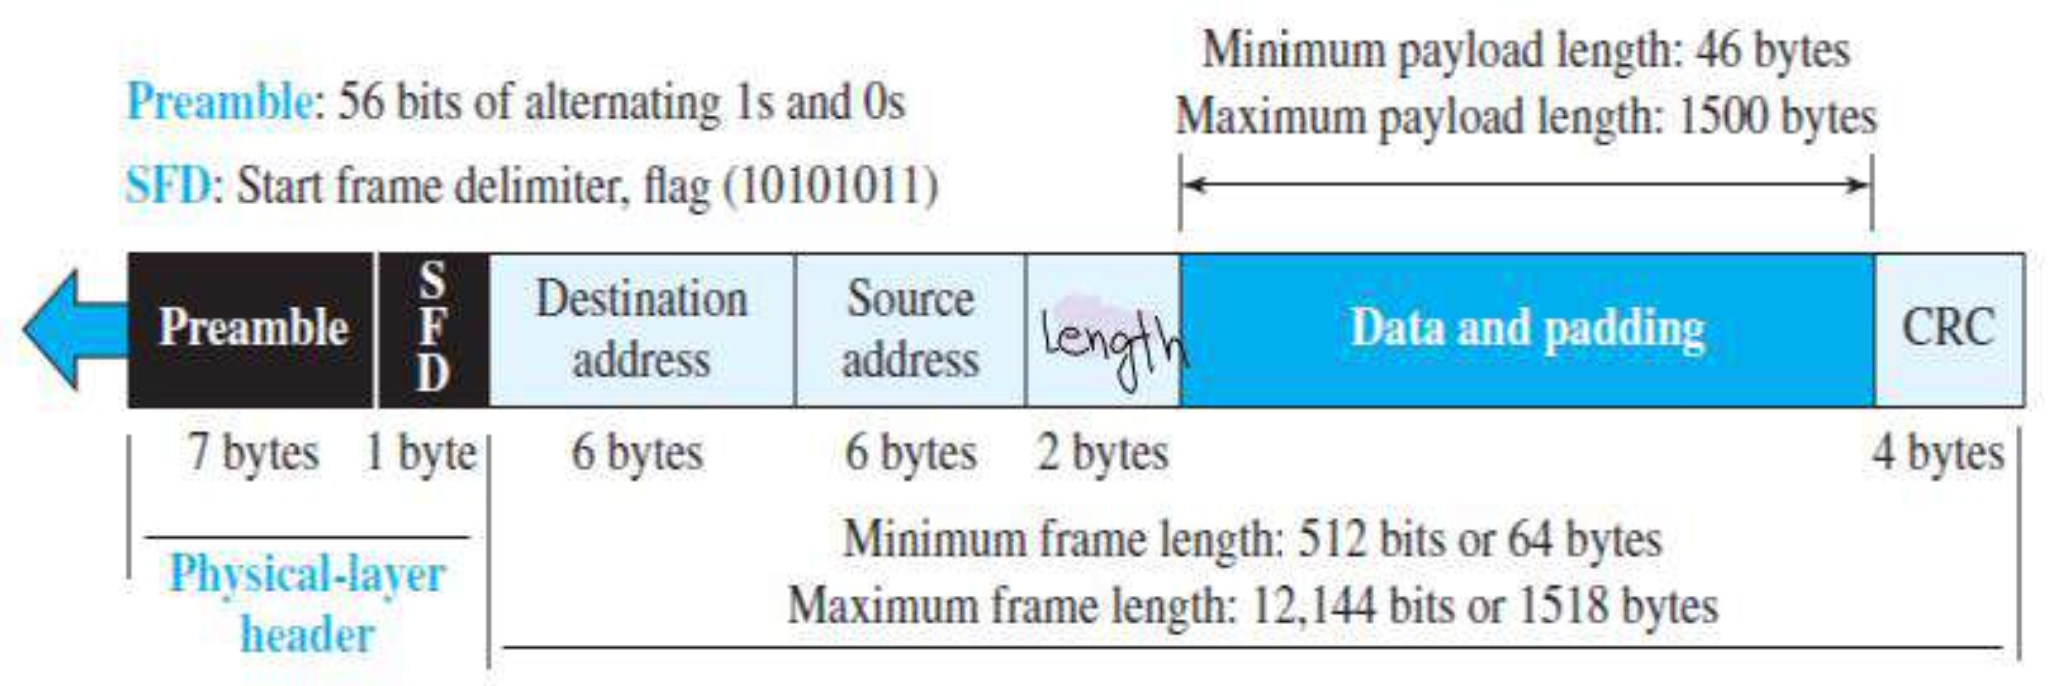 Minimum payload length: 46 bytes
Preamble: 56 bits of alternating 1s and 0s
Maximum payload length: 1500 bytes
SFD: Start frame delimiter, flag (10101011)
Preamble
S
F
D
Destination
address
Source
address
Length
Data and padding
CRC
7 bytes
1 byte
6 bytes
6 bytes
2 bytes
4 bytes
Physical-layer
header
Minimum frame length: 512 bits or 64 bytes
Maximum frame length: 12,144 bits or 1518 bytes